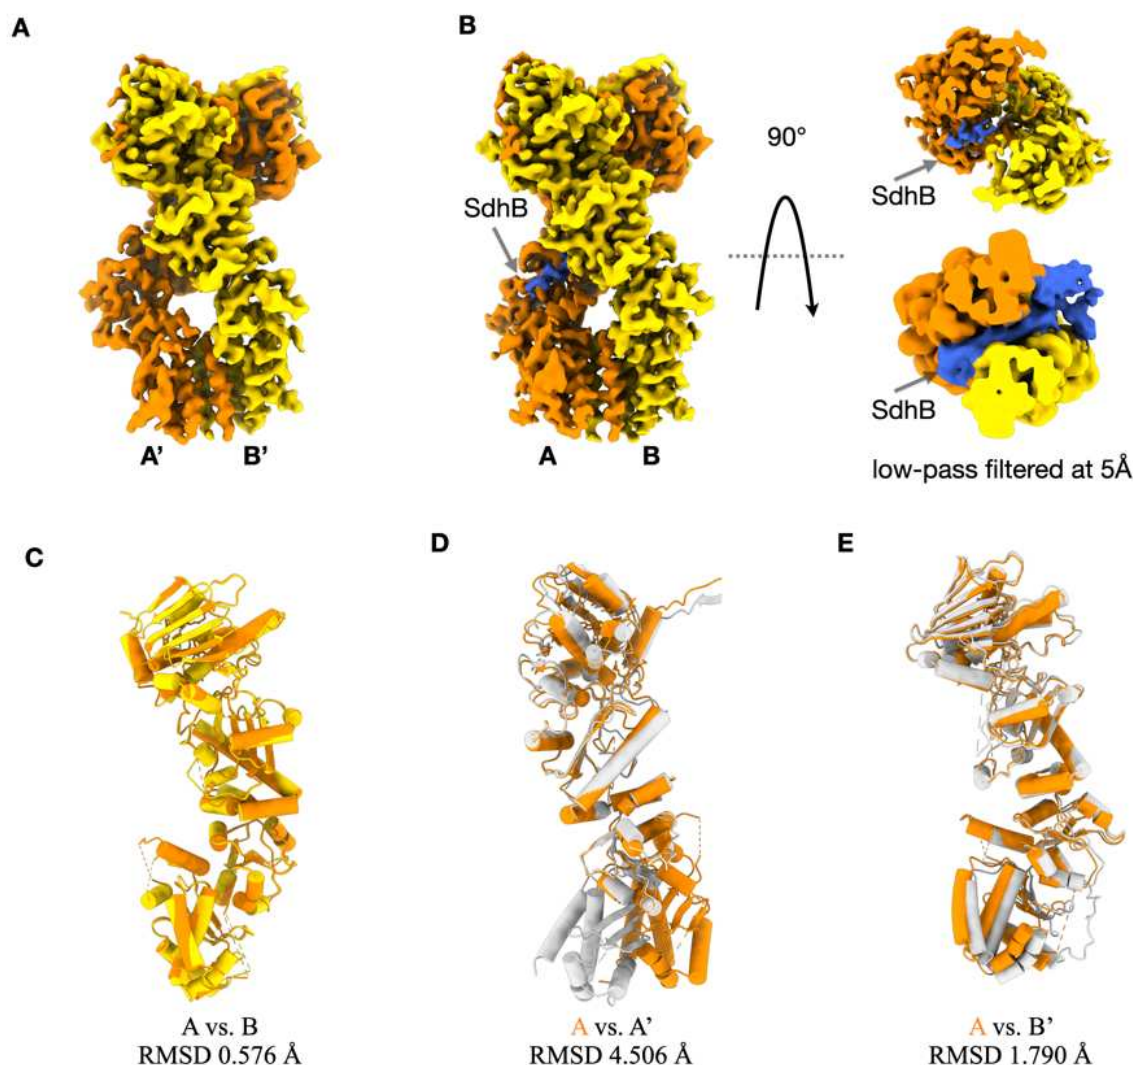 A
B
SdhB
90°
SdhB
SdhB
A'
B'
A
B
low-pass filtered at 5Å
C
D
E
A vs. B
RMSD 0.576 Å
A vs. A'
RMSD 4.506 Å
A vs. B'
RMSD 1.790 Å